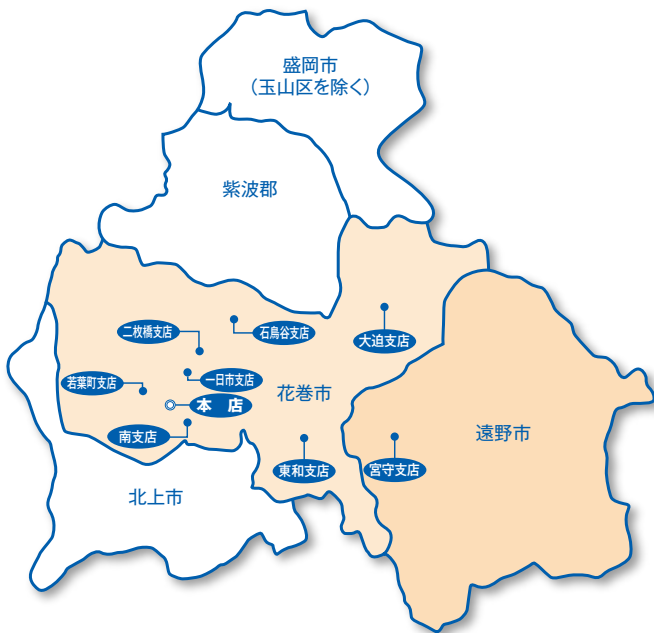 盛岡市
（玉山区を除く）
紫波郡
二枚橋支店
石鳥谷支店
大迫支店
若葉町支店
一日市支店
花巻市
本　店
南支店
遠野市
東和支店
宮守支店
北上市